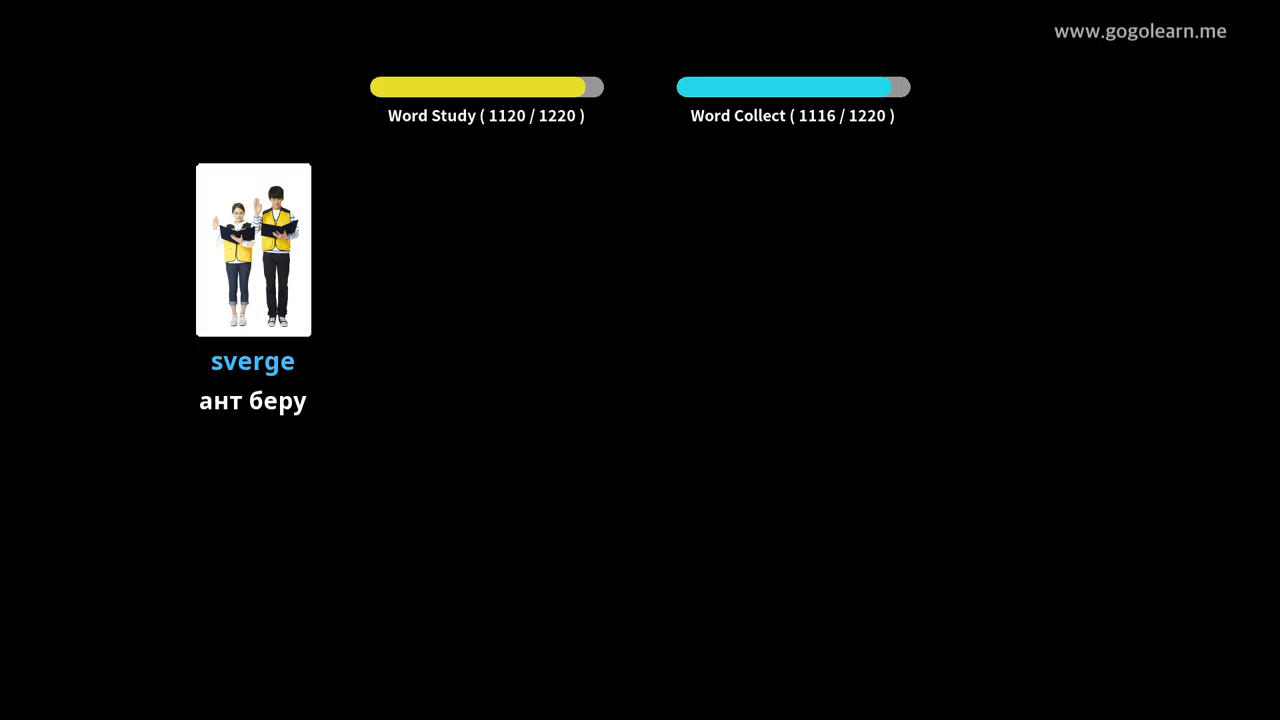 www.gogolearn.me
Word Study ( 1120 / 1220 )
Word Collect ( 1116 / 1220 )
sverge
ант беру